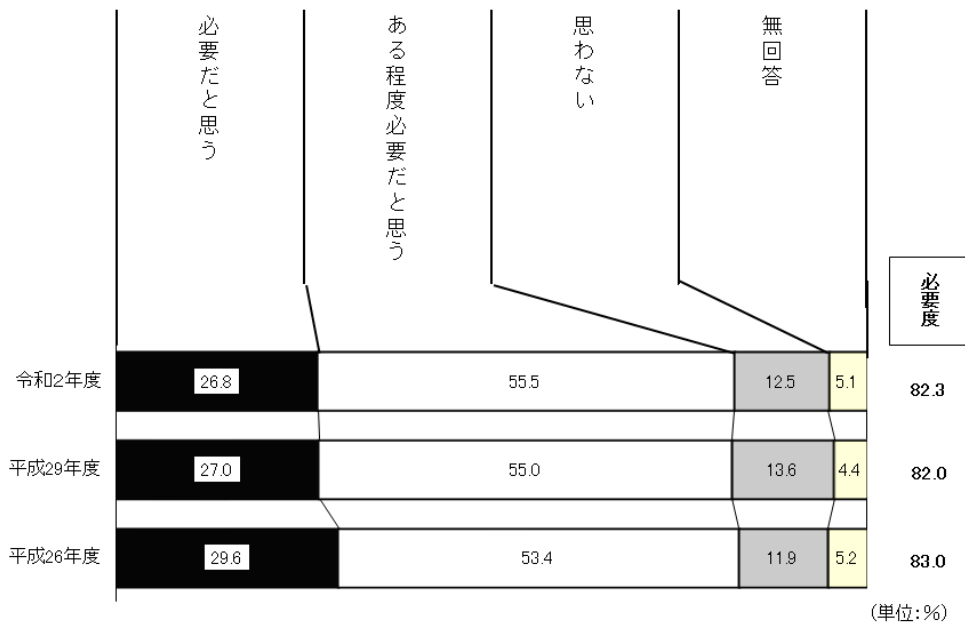 必要だと思う
ある程度必要だと思う
思わない
無回答
必要度
令和2年度
26.8
55.5
12.5
5.1
82.3
平成29年度
27.0
55.0
13.6
4.4
82.0
平成26年度
29.6
53.4
11.9
5.2
83.0
(単位:%)